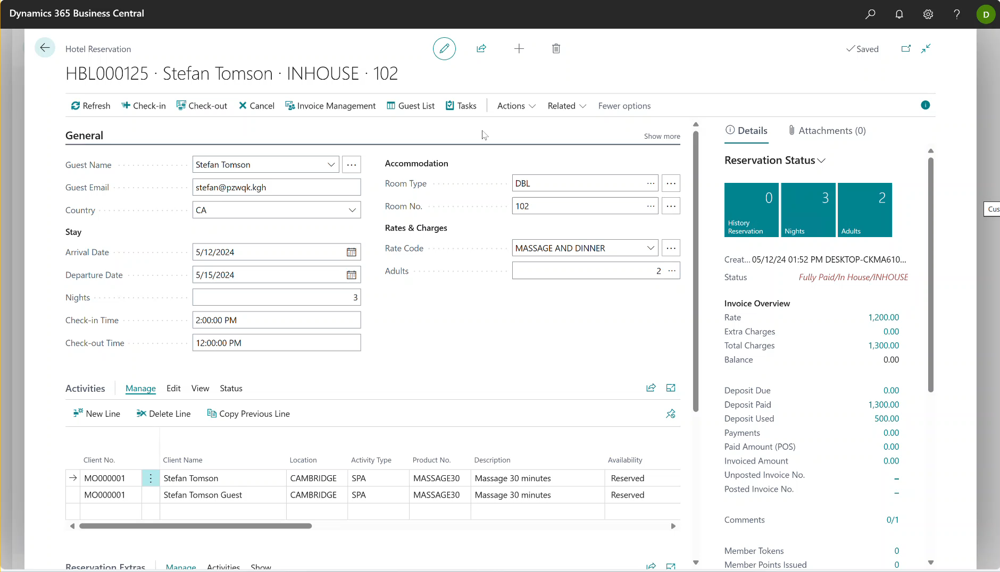 Dynamics 365 Business Central
D
Hotel Reservation
Saved
HBL000125 · Stefan Tomson · INHOUSE · 102
Refresh Check-in Check-out Cancel Invoice Management Guest List Tasks Actions Related Fewer options
General
Show more
Guest Name Stefan Tomson
Guest Email stefan@pzwqk.kgh
Country CA
Stay
Arrival Date 5/12/2024
Departure Date 5/15/2024
Nights 3
Check-in Time 2:00:00 PM
Check-out Time 12:00:00 PM
Accommodation
Room Type DBL
Room No. 102
Rates & Charges
Rate Code MASSAGE AND DINNER
Adults 2
Activities Manage Edit View Status
New Line Delete Line Copy Previous Line
Client No. Client Name Location Activity Type Product No. Description Availability
MO000001 Stefan Tomson CAMBRIDGE SPA MASSAGE30 Massage 30 minutes Reserved
MO000001 Stefan Tomson Guest CAMBRIDGE SPA MASSAGE30 Massage 30 minutes Reserved
Reservation Extras Manage Activities Show
Details Attachments (0)
Reservation Status
0 History Reservation
3 Nights
2 Adults
Creat... 05/12/24 01:52 PM DESKTOP-CKMA610...
Status Fully Paid/In House/INHOUSE
Invoice Overview
Rate 1,200.00
Extra Charges 0.00
Total Charges 1,300.00
Balance 0.00
Deposit Due 0.00
Deposit Paid 1,300.00
Deposit Used 500.00
Payments 0.00
Paid Amount (POS) 0.00
Invoiced Amount 0.00
Unposted Invoice No. _
Posted Invoice No. _
Comments 0/1
Member Tokens 0
Member Points Issued 0
Cus